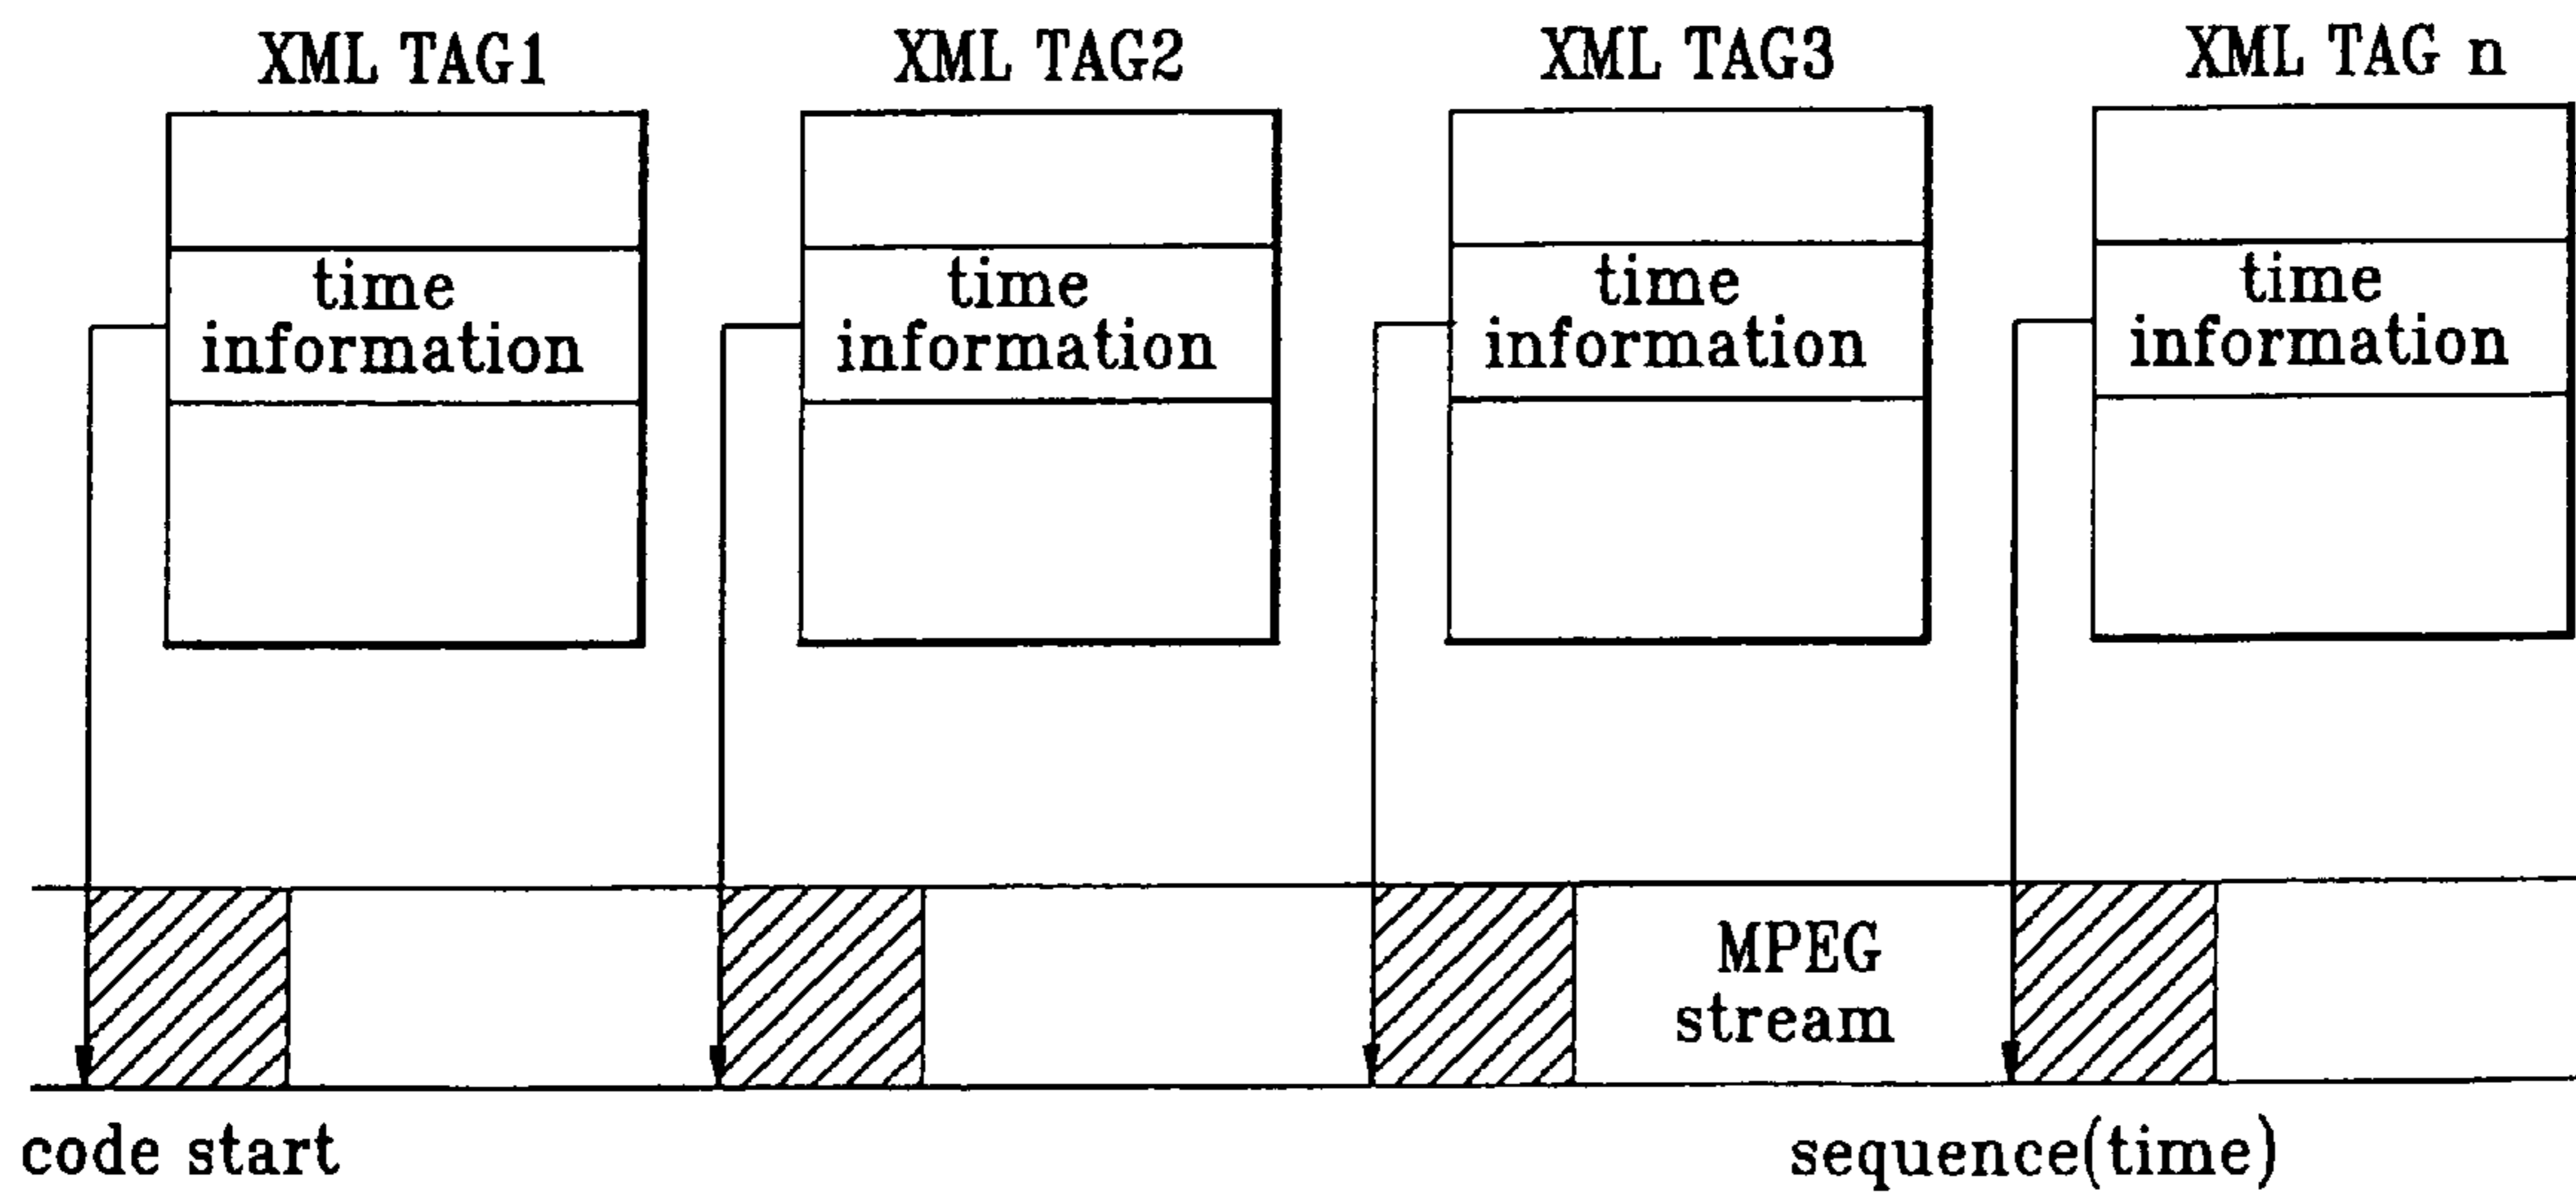 XML TAG1
XML TAG2
XML TAG3
XML TAG n
time
information
time
information
time
information
time
information
MPEG
stream
code start
sequence(time)